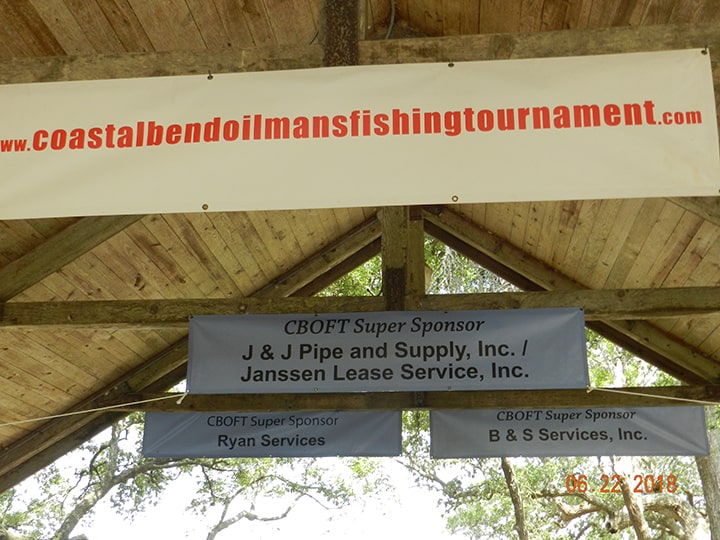 ww.coastalbendoilmansfishingtournament.com
CBOFT Super Sponsor
J & J Pipe and Supply, Inc. /
Janssen Lease Service, Inc.
CBOFT Super Sponsor
Ryan Services
CBOFT Super Sponsor
B & S Services, Inc.
06 22 2018